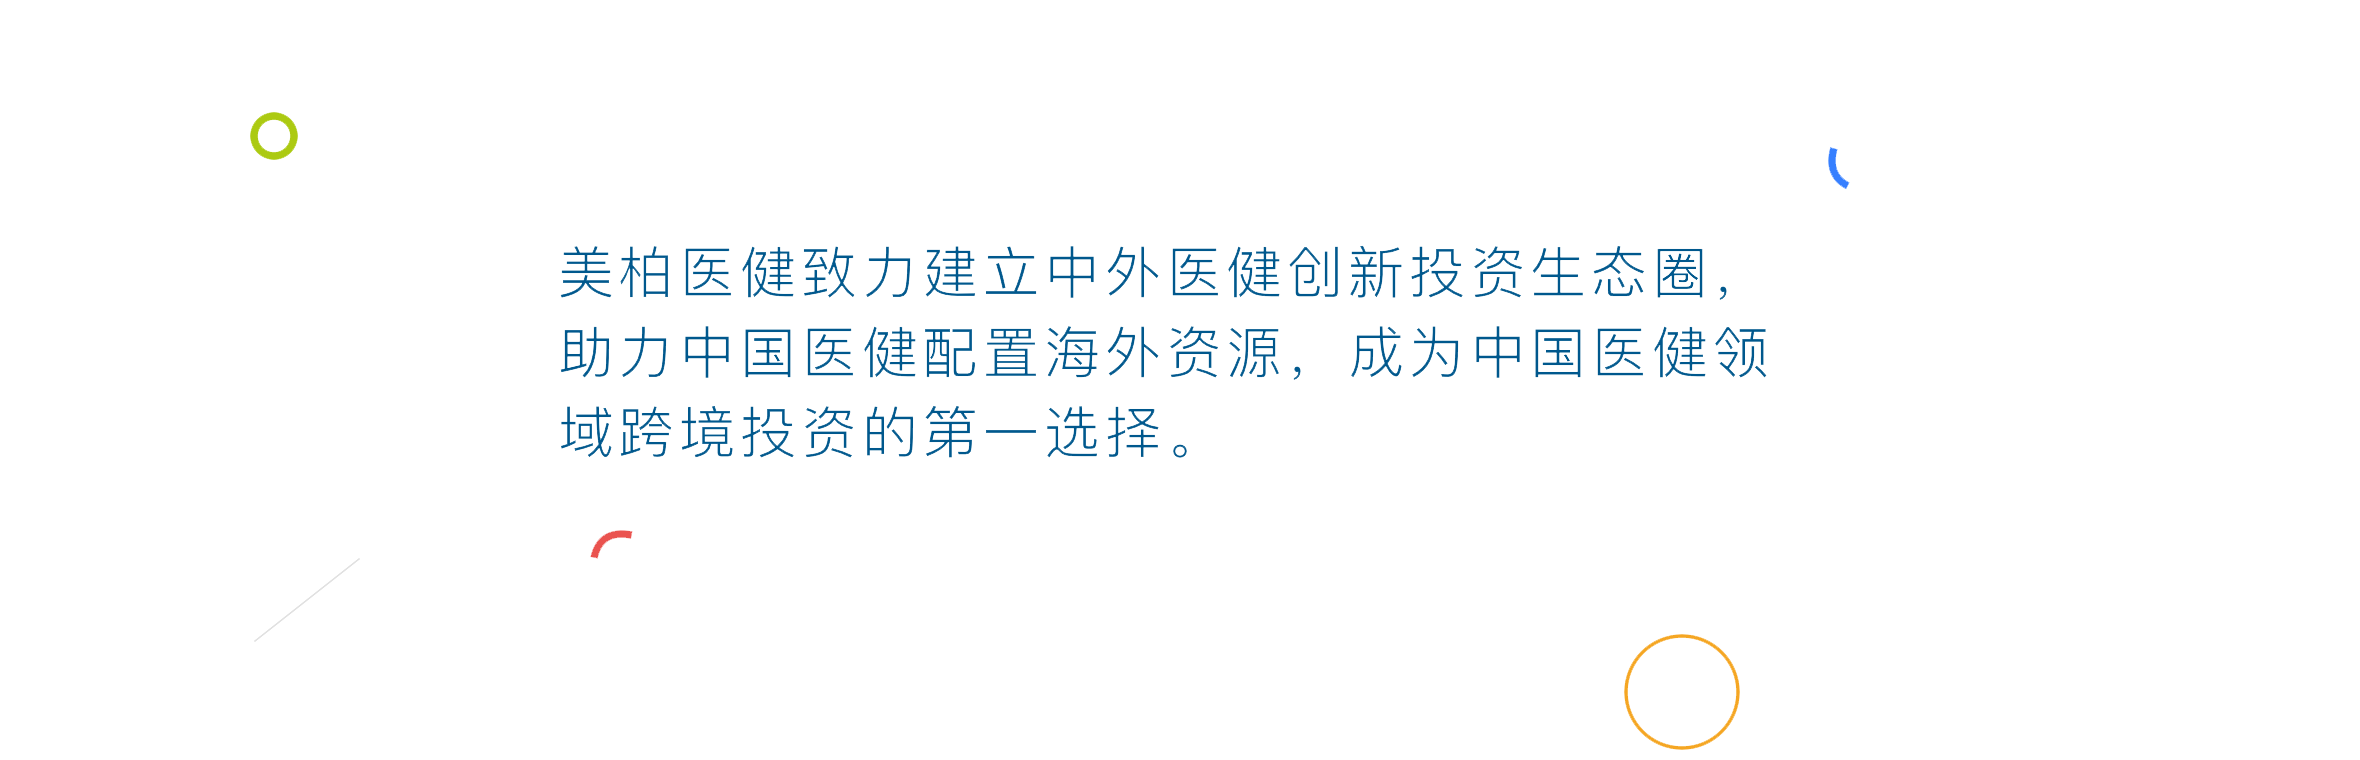 美柏医健致力建立中外医健创新投资生态圈，
助力中国医健配置海外资源，成为中国医健领
域跨境投资的第一选择。